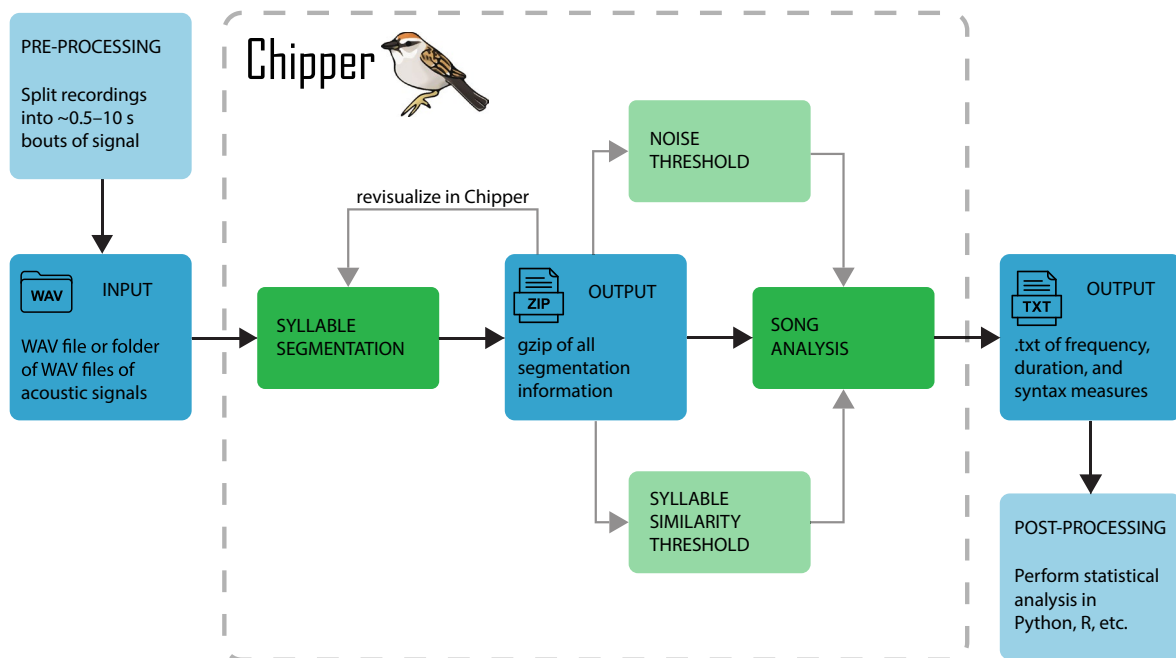 PRE-PROCESSING
Split recordings
into ~0.5–10 s
bouts of signal
Chipper
NOISE
THRESHOLD
revisualize in Chipper
WAV
INPUT
WAV file or folder
of WAV files of
acoustic signals
SYLLABLE
SEGMENTATION
ZIP
OUTPUT
gzip of all
segmentation
information
SONG
ANALYSIS
TXT
OUTPUT
.txt of frequency,
duration, and
syntax measures
SYLLABLE
SIMILARITY
THRESHOLD
POST-PROCESSING
Perform statistical
analysis in
Python, R, etc.